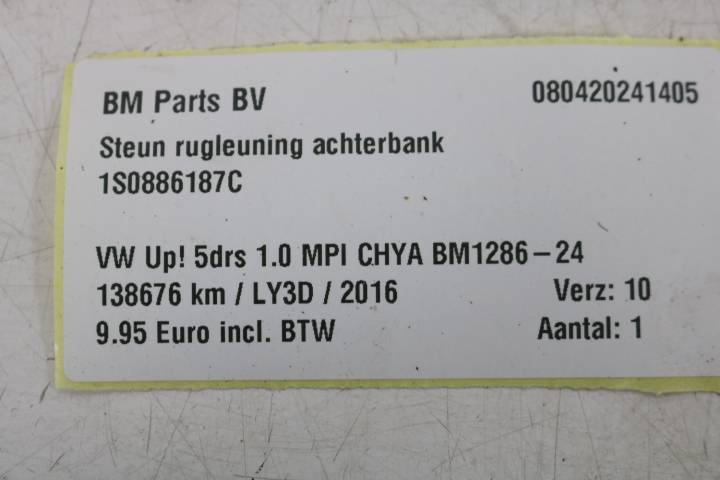 BM Parts BV 080420241405
Steun rugleuning achterbank
1S0886187C
VW Up! 5drs 1.0 MPI CHYA BM1286-24
138676 km / LY3D / 2016 Verz: 10
9.95 Euro incl. BTW Aantal: 1